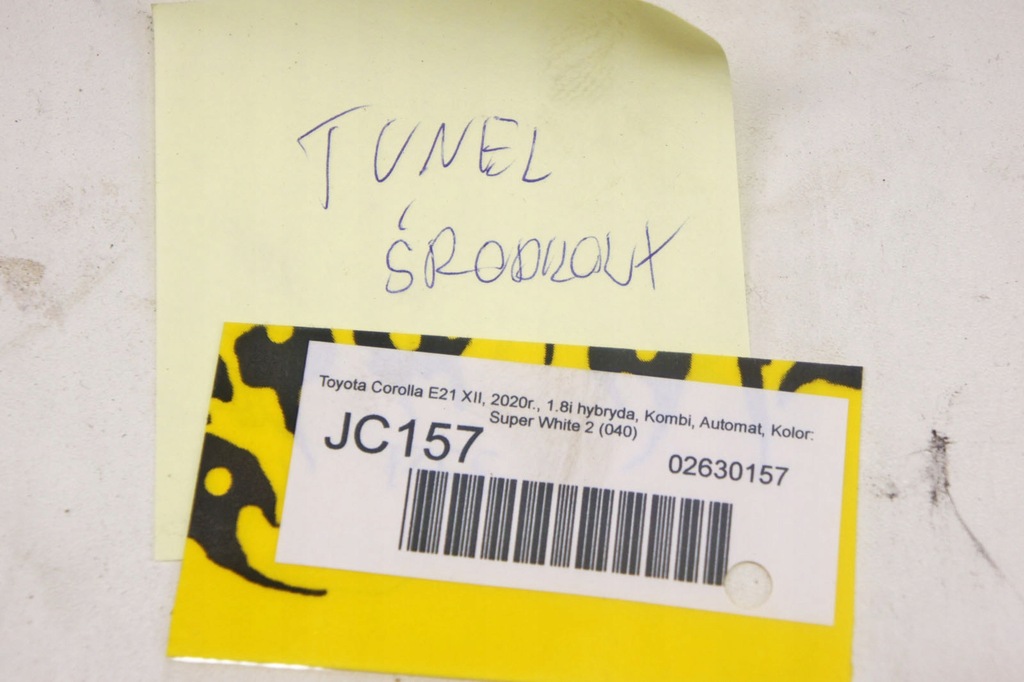 TUNEL
ŚRODKOWY
Toyota Corolla E21 XII, 2020r., 1.8i hybryda, Kombi, Automat, Kolor:
Super White 2 (040)
JC157
02630157